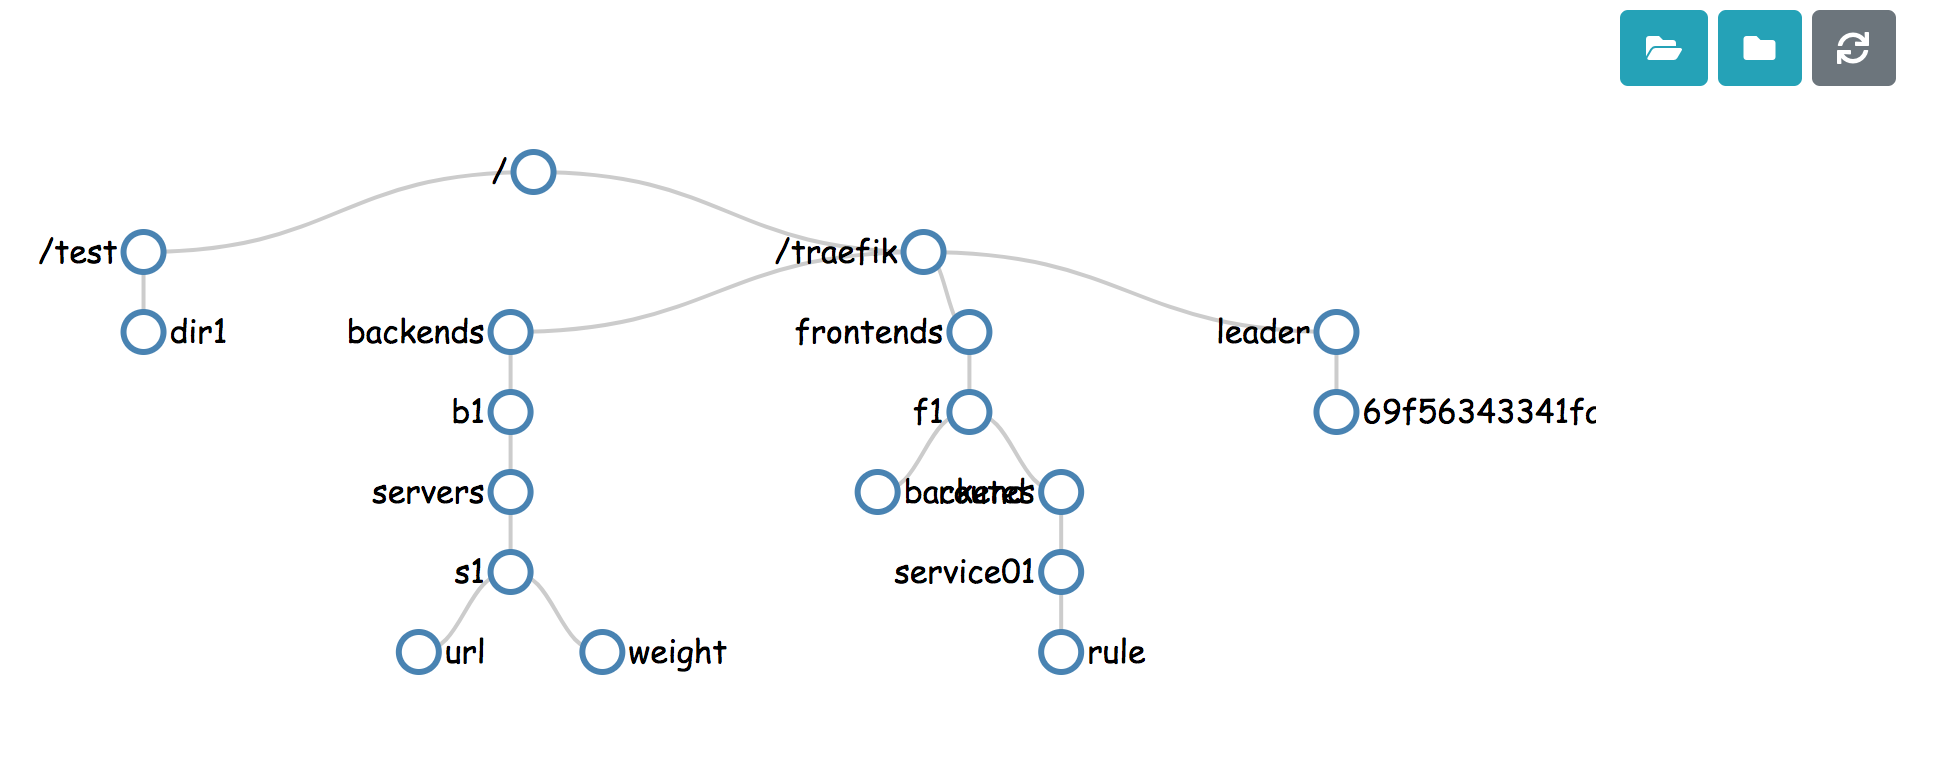 /
/test
/traefik
dir1
backends
frontends
leader
b1
f1
69f56343341fc
servers
backend
routes
s1
service01
url
weight
rule